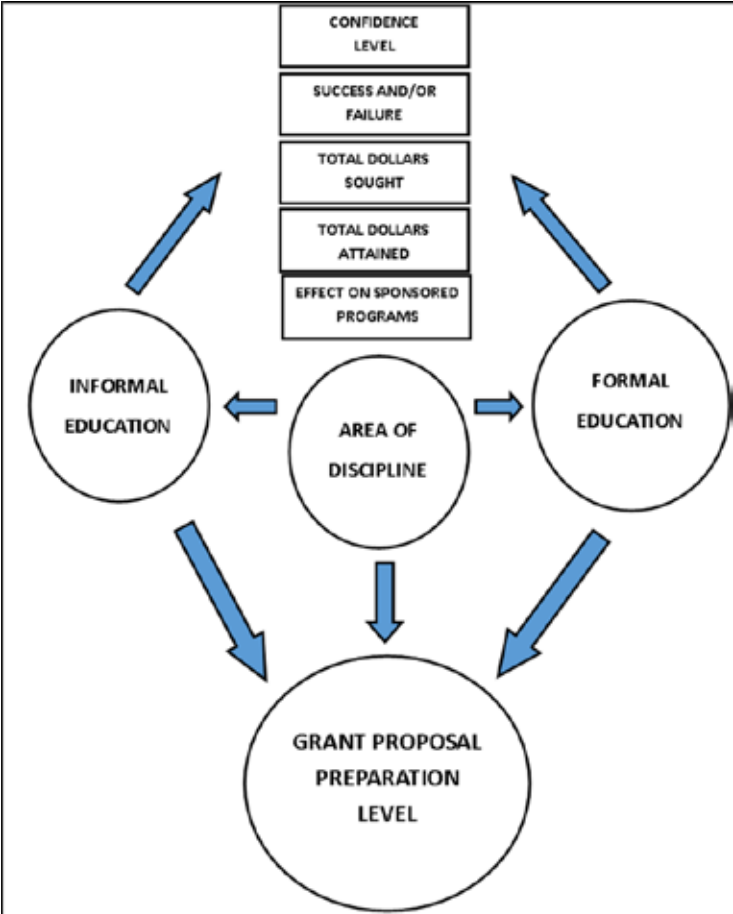 CONFIDENCE
LEVEL
SUCCESS AND/OR
FAILURE
TOTAL DOLLARS
SOUGHT
TOTAL DOLLARS
ATTAINED
EFFECT ON SPONSORED
PROGRAMS
INFORMAL
EDUCATION
AREA OF
DISCIPLINE
FORMAL
EDUCATION
GRANT PROPOSAL
PREPARATION
LEVEL